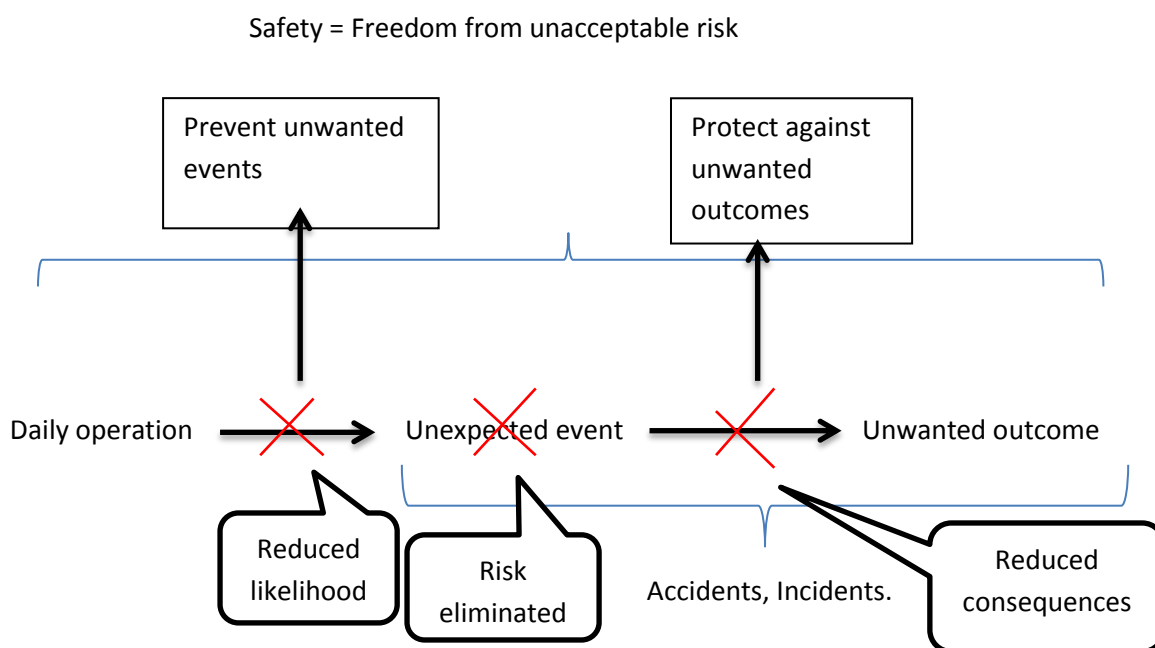 Safety = Freedom from unacceptable risk
Prevent unwanted
events
Protect against
unwanted
outcomes
Daily operation
Unexpected event
Unwanted outcome
Reduced
likelihood
Risk
eliminated
Accidents, Incidents.
Reduced
consequences